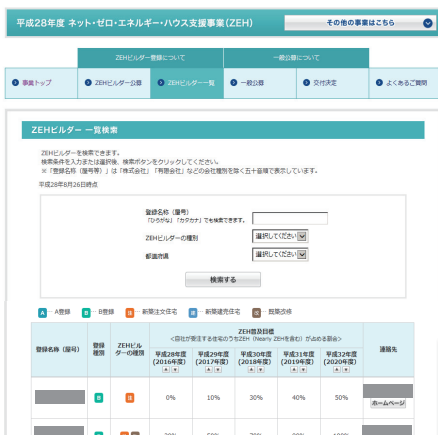 平成28年度 ネット・ゼロ・エネルギー・ハウス支援事業(ZEH)
その他の事業はこちら
ZEHビルダー登録について
一般公募について
事業トップ
ZEHビルダー公募
ZEHビルダー一覧
一般公募
交付決定
よくあるご質問
ZEHビルダー 一覧検索
ZEHビルダーを検索できます。
検索条件を入力または選択後、検索ボタンをクリックしてください。
※「登録名称(屋号等)」は「株式会社」「有限会社」などの会社種別を除く五十音順で表示しています。
平成28年8月26日時点
登録名称(屋号)
「ひらがな」「カタカナ」でも検索できます。
ZEHビルダーの種別
選択してください
都道府県
選択してください
検索する
A …A登録 B …B登録 注 …新築注文住宅 建 …新築建売住宅 改 …既築改修
登録名称(屋号)
登録種別
ZEHビルダーの種別
ZEH普及目標
<自社が受注する住宅のうちZEH(Nearly ZEHを含む)が占める割合>
平成28年度(2016年度)
平成29年度(2017年度)
平成30年度(2018年度)
平成31年度(2019年度)
平成32年度(2020年度)
連絡先
B 注 0% 10% 30% 40% 50%
ホームページ